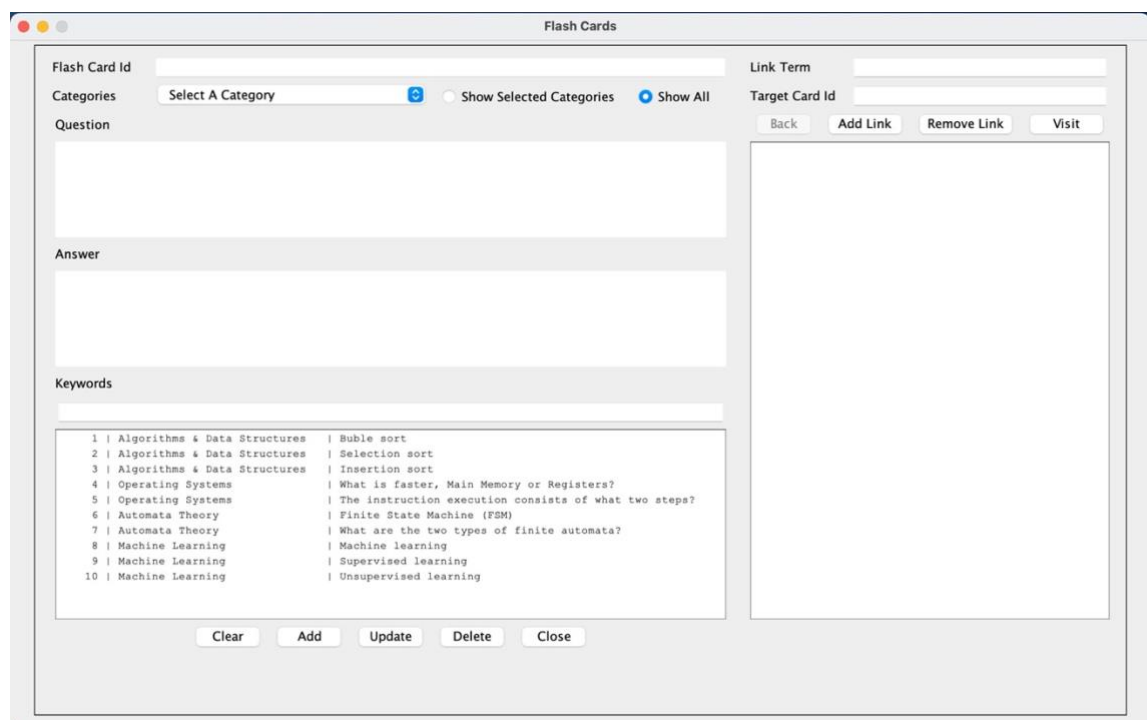 Flash Cards
Flash Card Id
Categories Select A Category Show Selected Categories Show All
Question
Answer
Keywords
1 | Algorithms & Data Structures | Buble sort
2 | Algorithms & Data Structures | Selection sort
3 | Algorithms & Data Structures | Insertion sort
4 | Operating Systems | What is faster, Main Memory or Registers?
5 | Operating Systems | The instruction execution consists of what two steps?
6 | Automata Theory | Finite State Machine (FSM)
7 | Automata Theory | What are the two types of finite automata?
8 | Machine Learning | Machine learning
9 | Machine Learning | Supervised learning
10 | Machine Learning | Unsupervised learning
Clear Add Update Delete Close
Link Term
Target Card Id
Back Add Link Remove Link Visit